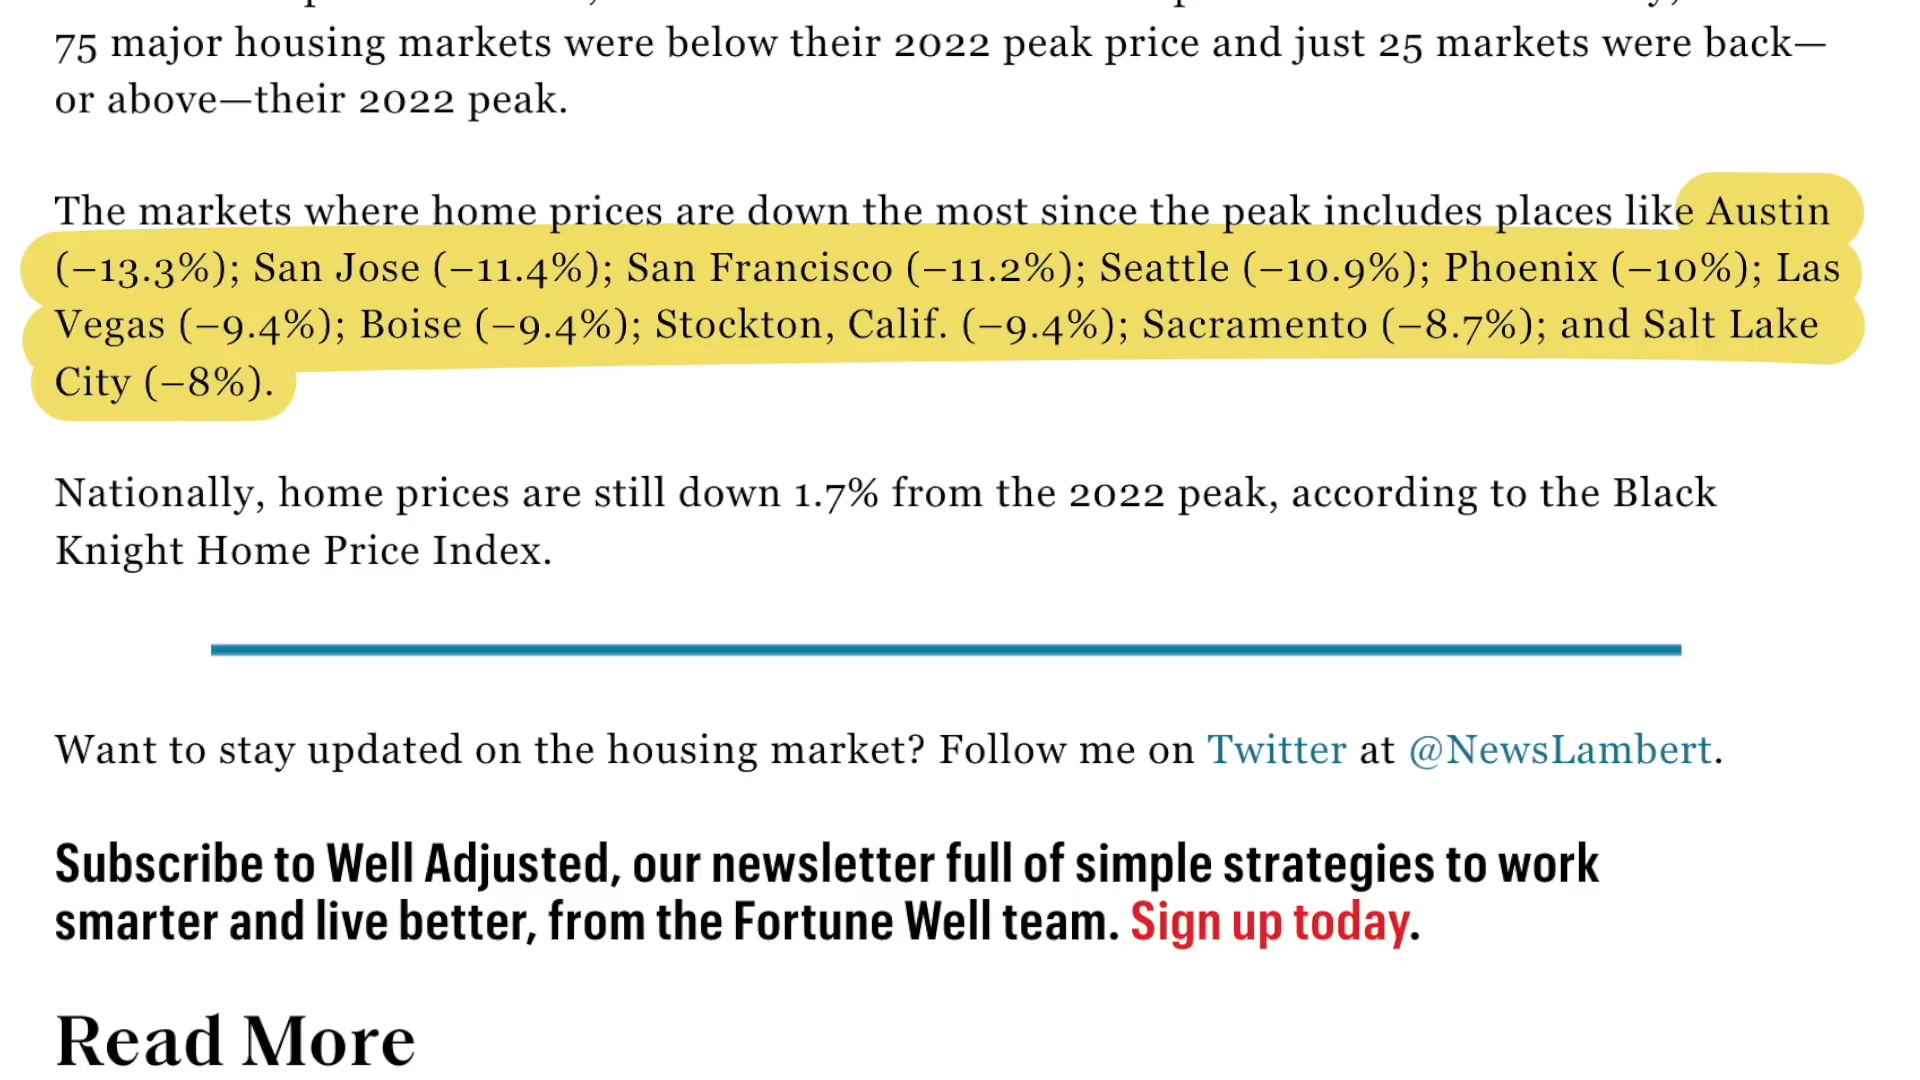 75 major housing markets were below their 2022 peak price and just 25 markets were back—
or above—their 2022 peak.
The markets where home prices are down the most since the peak includes places like Austin
(−13.3%); San Jose (−11.4%); San Francisco (−11.2%); Seattle (−10.9%); Phoenix (−10%); Las
Vegas (−9.4%); Boise (−9.4%); Stockton, Calif. (−9.4%); Sacramento (−8.7%); and Salt Lake
City (−8%).
Nationally, home prices are still down 1.7% from the 2022 peak, according to the Black
Knight Home Price Index.
Want to stay updated on the housing market? Follow me on Twitter at @NewsLambert.
Subscribe to Well Adjusted, our newsletter full of simple strategies to work
smarter and live better, from the Fortune Well team. Sign up today.
Read More